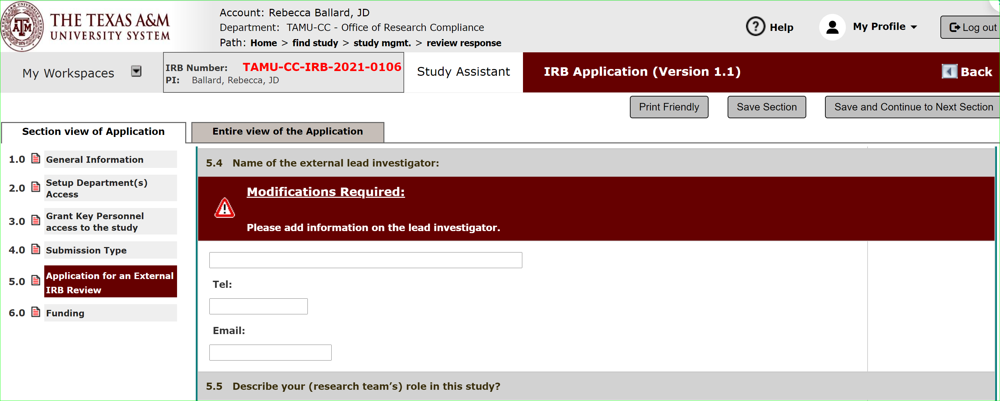 THE TEXAS A&M
UNIVERSITY SYSTEM
Account: Rebecca Ballard, JD
Department: TAMU-CC - Office of Research Compliance
Path: Home > find study > study mgmt. > review response
? Help
My Profile
Log out
My Workspaces
IRB Number: TAMU-CC-IRB-2021-0106
PI: Ballard, Rebecca, JD
Study Assistant
IRB Application (Version 1.1)
Back
Print Friendly
Save Section
Save and Continue to Next Section
Section view of Application
Entire view of the Application
1.0 General Information
2.0 Setup Department(s)
Access
3.0 Grant Key Personnel
access to the study
4.0 Submission Type
5.0 Application for an External
IRB Review
6.0 Funding
5.4 Name of the external lead investigator:
Modifications Required:
Please add information on the lead investigator.
Tel:
Email:
5.5 Describe your (research team’s) role in this study?